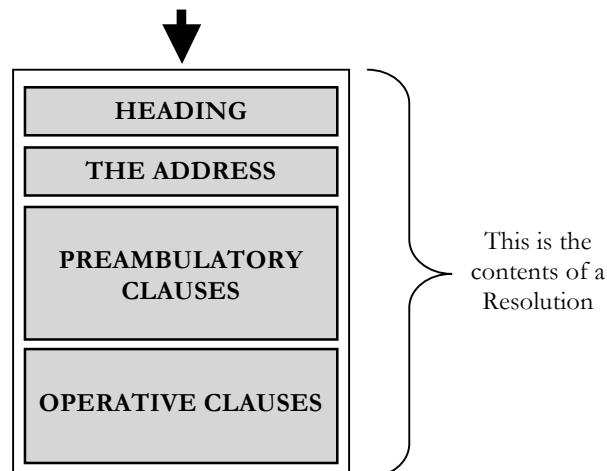 HEADING
THE ADDRESS
PREAMBULATORY
CLAUSES
OPERATIVE CLAUSES
This is the
contents of a
Resolution